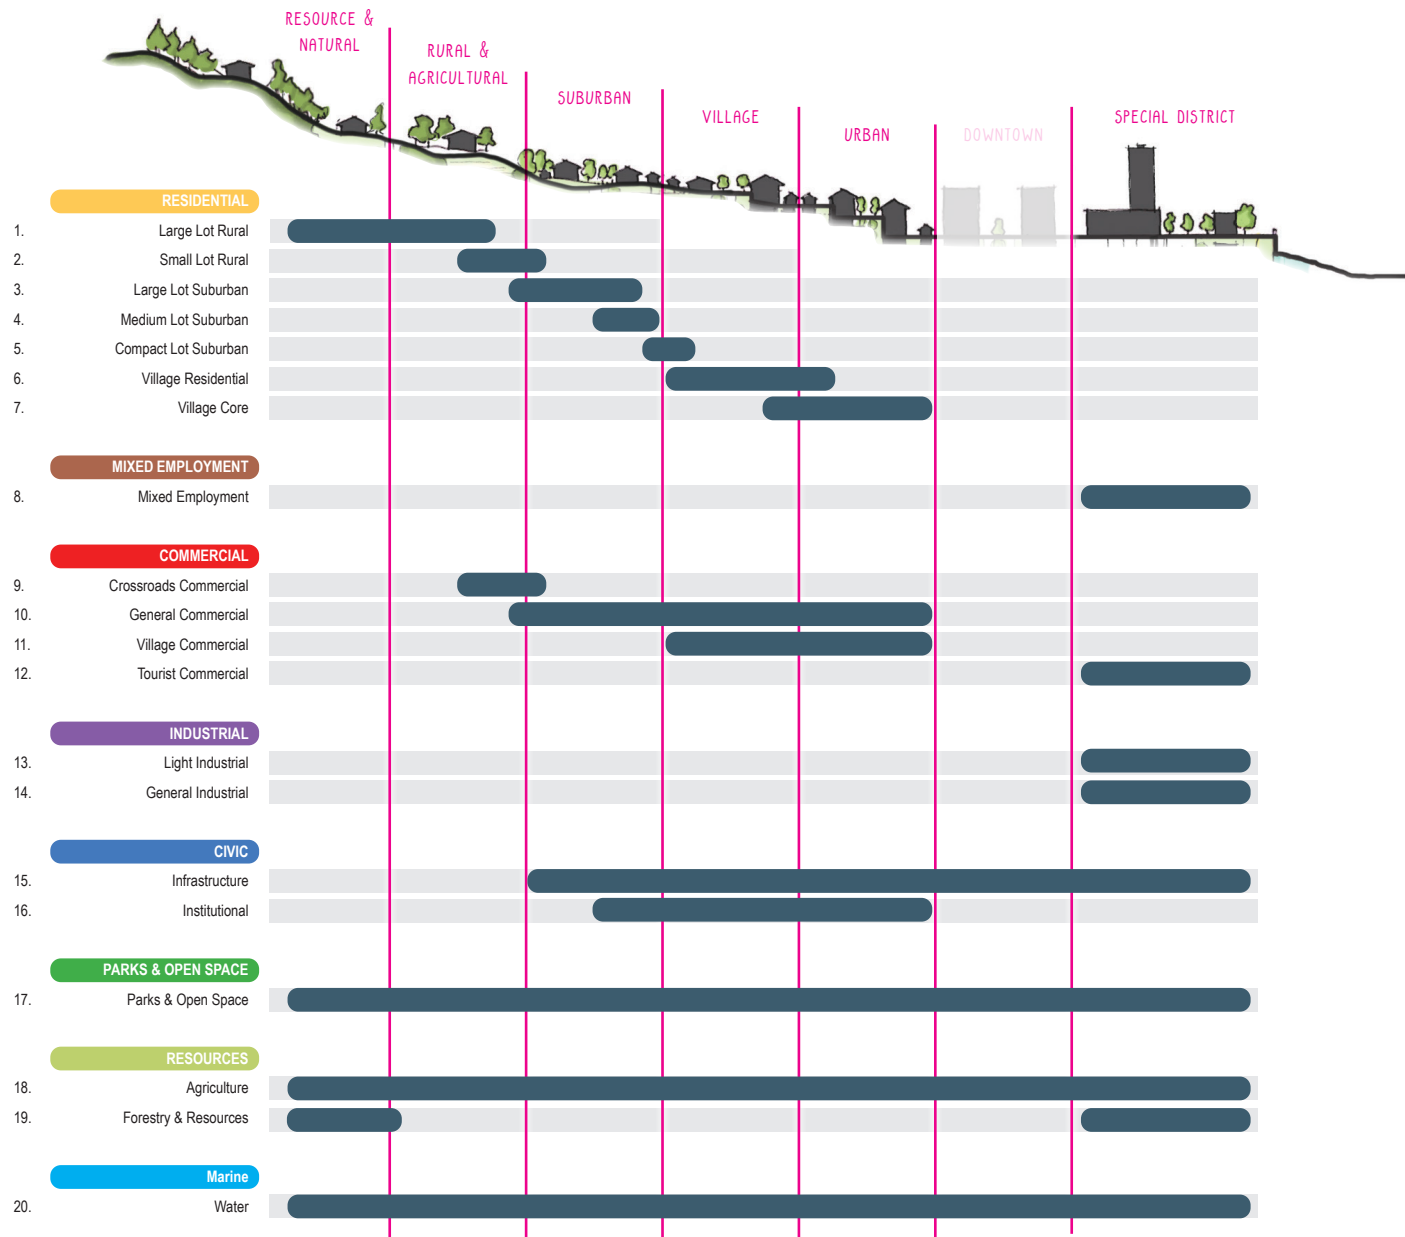 RESOURCE &
NATURAL
RURAL &
AGRICULTURAL
SUBURBAN
VILLAGE
URBAN
DOWNTOWN
SPECIAL DISTRICT
RESIDENTIAL
1. Large Lot Rural
2. Small Lot Rural
3. Large Lot Suburban
4. Medium Lot Suburban
5. Compact Lot Suburban
6. Village Residential
7. Village Core
MIXED EMPLOYMENT
8. Mixed Employment
COMMERCIAL
9. Crossroads Commercial
10. General Commercial
11. Village Commercial
12. Tourist Commercial
INDUSTRIAL
13. Light Industrial
14. General Industrial
CIVIC
15. Infrastructure
16. Institutional
PARKS & OPEN SPACE
17. Parks & Open Space
RESOURCES
18. Agriculture
19. Forestry & Resources
Marine
20. Water